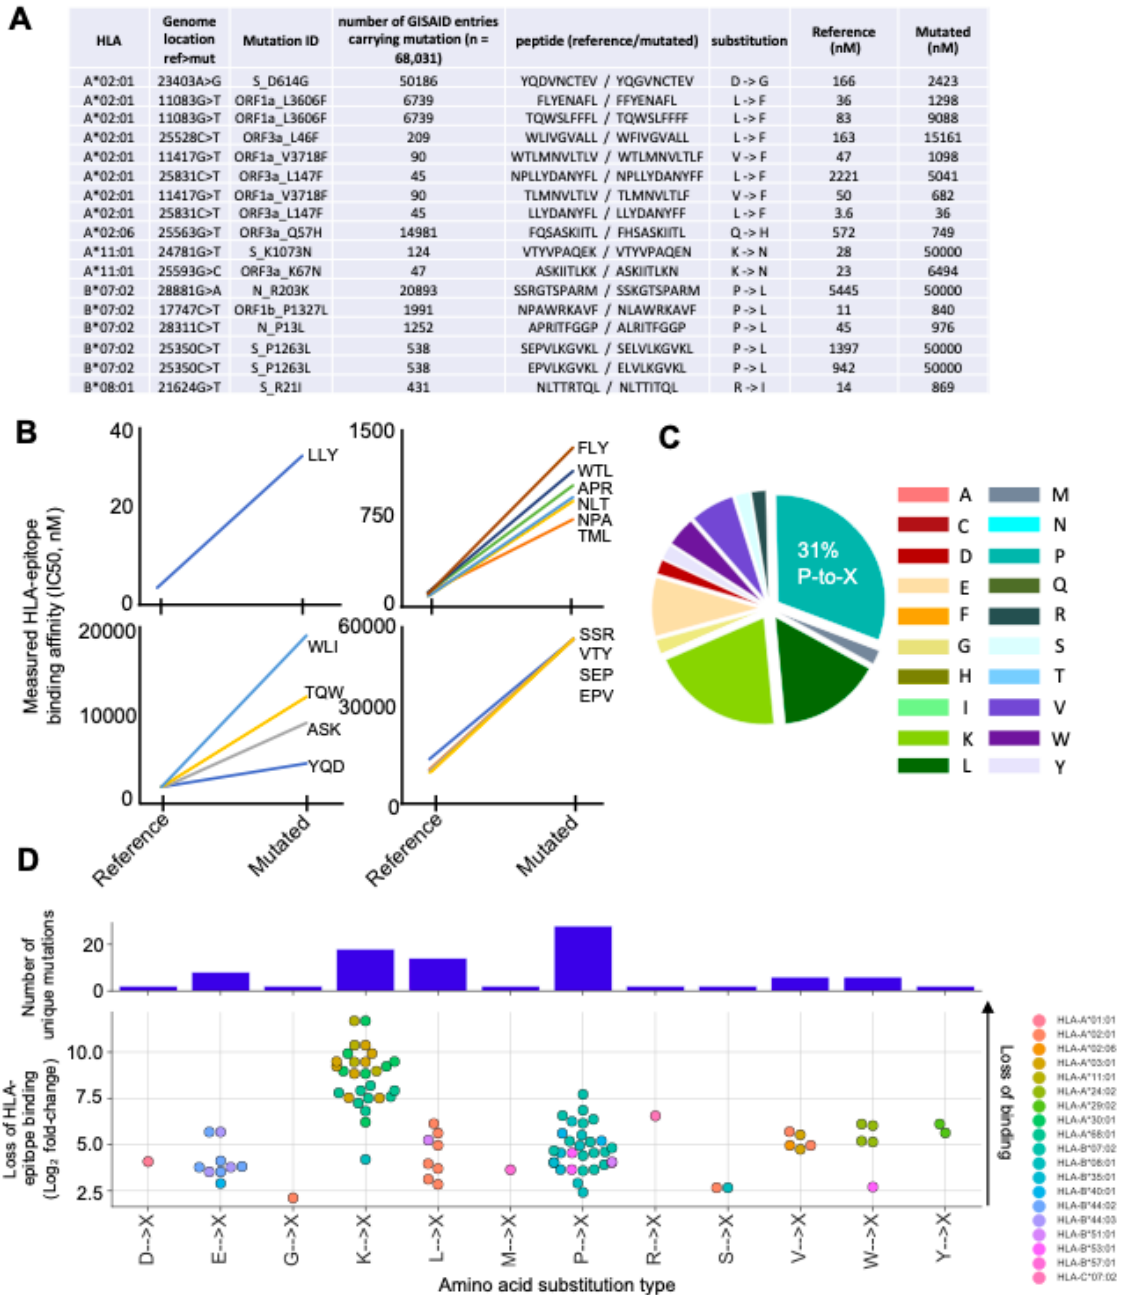 A
HLA Genome location ref>mut Mutation ID number of GISAID entries carrying mutation (n = 68,031) peptide (reference/mutated) substitution Reference (nM) Mutated (nM)
A*02:01 23403A>G S_D614G 50186 YQDVNCTEV / YQGVNCTEV D -> G 166 2423
A*02:01 11083G>T ORF1a_L3606F 6739 FLYENAFL / FFYENAFL L -> F 36 1298
A*02:01 11083G>T ORF1a_L3606F 6739 TQWSLFFFL / TQWSLFFFF L -> F 83 9088
A*02:01 25528C>T ORF3a_L46F 209 WLIVGVALL / WFIVGVALL L -> F 163 15161
A*02:01 11417G>T ORF1a_V3718F 90 WTLMNVLTLV / WTLMNVLTLF V -> F 47 1098
A*02:01 25831C>T ORF3a_L147F 45 NPLLYDANYFL / NPLLYDANYFF L -> F 2221 5041
A*02:01 11417G>T ORF1a_V3718F 90 TLMNVLTLV / TLMNVLTLF V -> F 50 682
A*02:01 25831C>T ORF3a_L147F 45 LLYDANYFL / LLYDANYFF L -> F 3.6 36
A*02:06 25563G>T ORF3a_Q57H 14981 FQSASKIITL / FHSASKIITL Q -> H 572 749
A*11:01 24781G>T S_K1073N 124 VTYVPAQEK / VTYVPAQEN K -> N 28 50000
A*11:01 25593G>C ORF3a_K67N 47 ASKIITLKK / ASKIITLKN K -> N 23 6494
B*07:02 28881G>A N_R203K 20893 SSRGTSPARM / SSKGTSPARM P -> L 5445 50000
B*07:02 17747C>T ORF1b_P1327L 1991 NPAWRKAVF / NLAWRKAVF P -> L 11 840
B*07:02 28311C>T N_P13L 1252 APRITFGGP / ALRITFGGP P -> L 45 976
B*07:02 25350C>T S_P1263L 538 SEPVLKGVKL / SELVLKGVKL P -> L 1397 50000
B*07:02 25350C>T S_P1263L 538 EPVLKGVKL / ELVLKGVKL P -> L 942 50000
B*08:01 21624G>T S_R21I 431 NLTTRTQL / NLTTITQL R -> I 14 869
B
Measured HLA-epitope
binding affinity (IC50, nM)
40
20
0
LLY
1500
750
0
FLY
WTL
APR
NLT
NPA
TML
20000
10000
0
WLI
TQW
ASK
YQD
60000
30000
0
SSR
VTY
SEP
EPV
Reference Mutated
Reference Mutated
C
31%
P-to-X
A M
C N
D P
E Q
F R
G S
H T
I V
K W
L Y
D
Number of
unique mutations
20
0
Loss of HLA-
epitope binding
(Log₂ fold-change)
10.0
7.5
5.0
2.5
Loss of binding
D-->X E-->X G-->X K-->X L-->X M-->X P-->X R-->X S-->X V-->X W-->X Y-->X
Amino acid substitution type
HLA-A*01:01
HLA-A*02:01
HLA-A*02:06
HLA-A*03:01
HLA-A*11:01
HLA-A*24:02
HLA-A*29:02
HLA-A*30:01
HLA-A*68:01
HLA-B*07:02
HLA-B*08:01
HLA-B*35:01
HLA-B*40:01
HLA-B*44:02
HLA-B*44:03
HLA-B*51:01
HLA-B*53:01
HLA-B*57:01
HLA-C*07:02